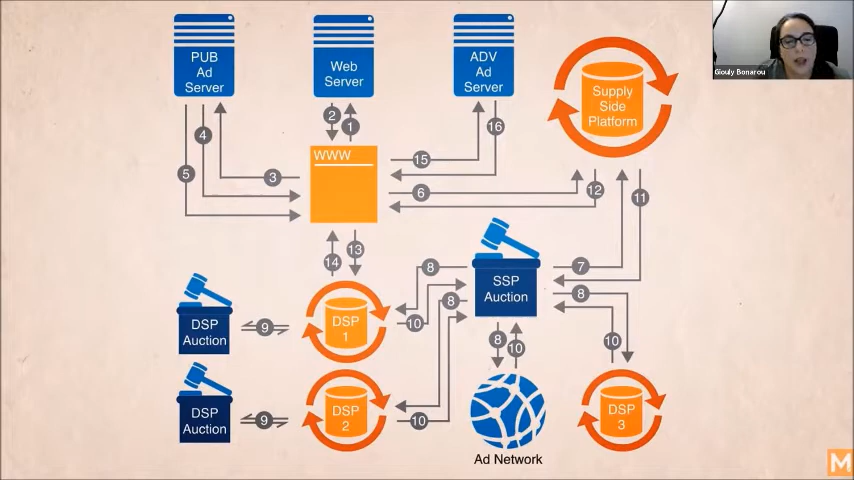 PUB
Ad
Server
Web
Server
ADV
Ad
Server
Supply
Side
Platform
Giouly Bonarou
2
1
4
16
WWW
15
5
3
6
12
11
13
14
8
7
SSP
Auction
8
8
DSP
Auction
9
DSP
1
10
8
10
10
DSP
Auction
9
DSP
2
10
DSP
3
Ad Network
M